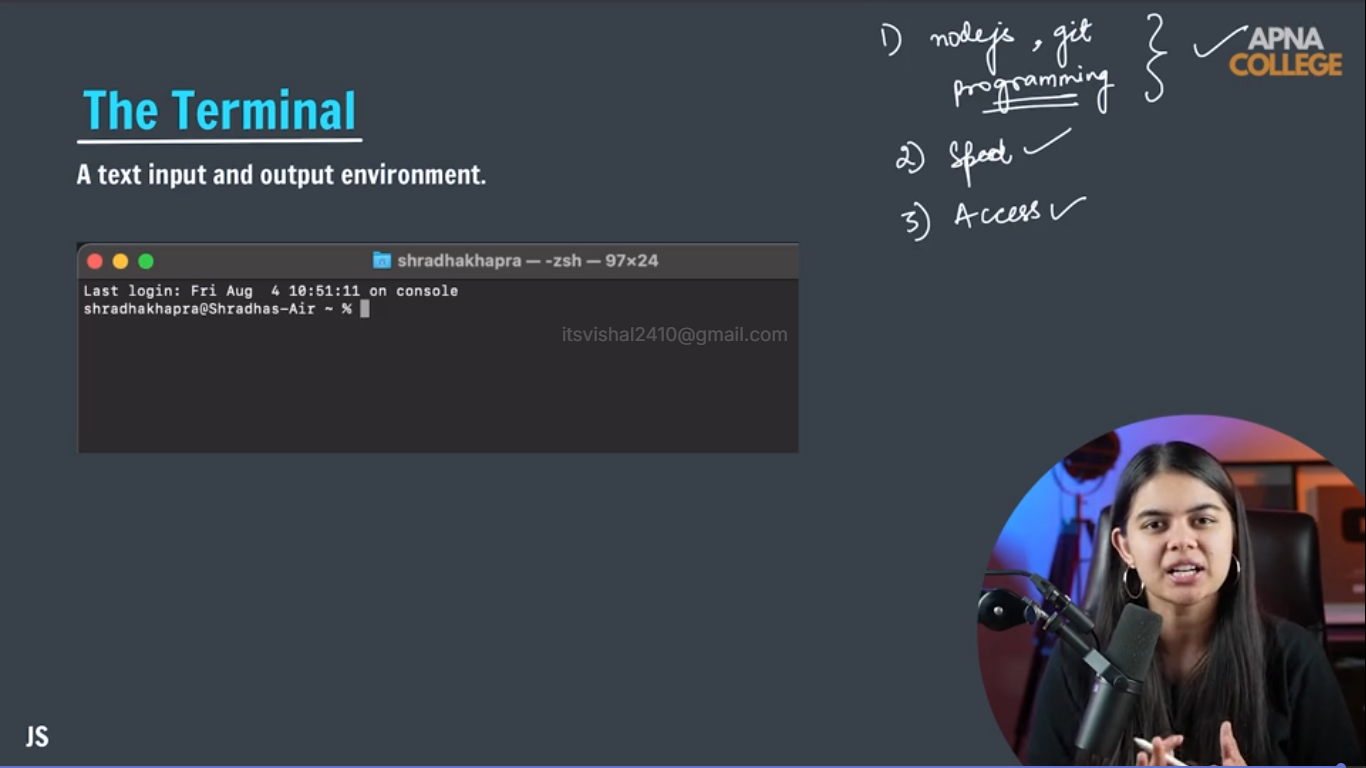 The Terminal
A text input and output environment.
shradhakhapra — -zsh — 97×24
Last login: Fri Aug  4 10:51:11 on console
shradhakhapra@Shradhas-Air ~ %
itsvishal2410@gmail.com
1) nodejs, git
programming
2) Speed
3) Access
APNA
COLLEGE
JS